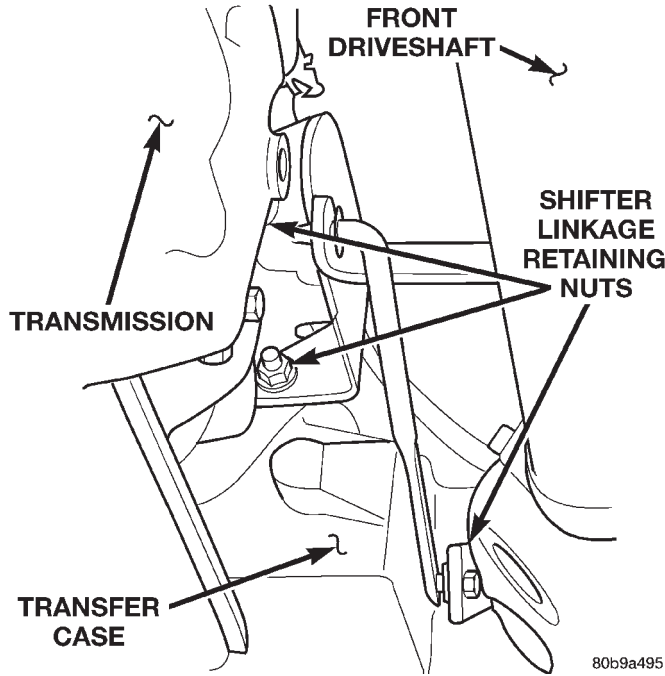 FRONT
DRIVESHAFT
SHIFTER
LINKAGE
RETAINING
NUTS
TRANSMISSION
TRANSFER
CASE
80b9a495